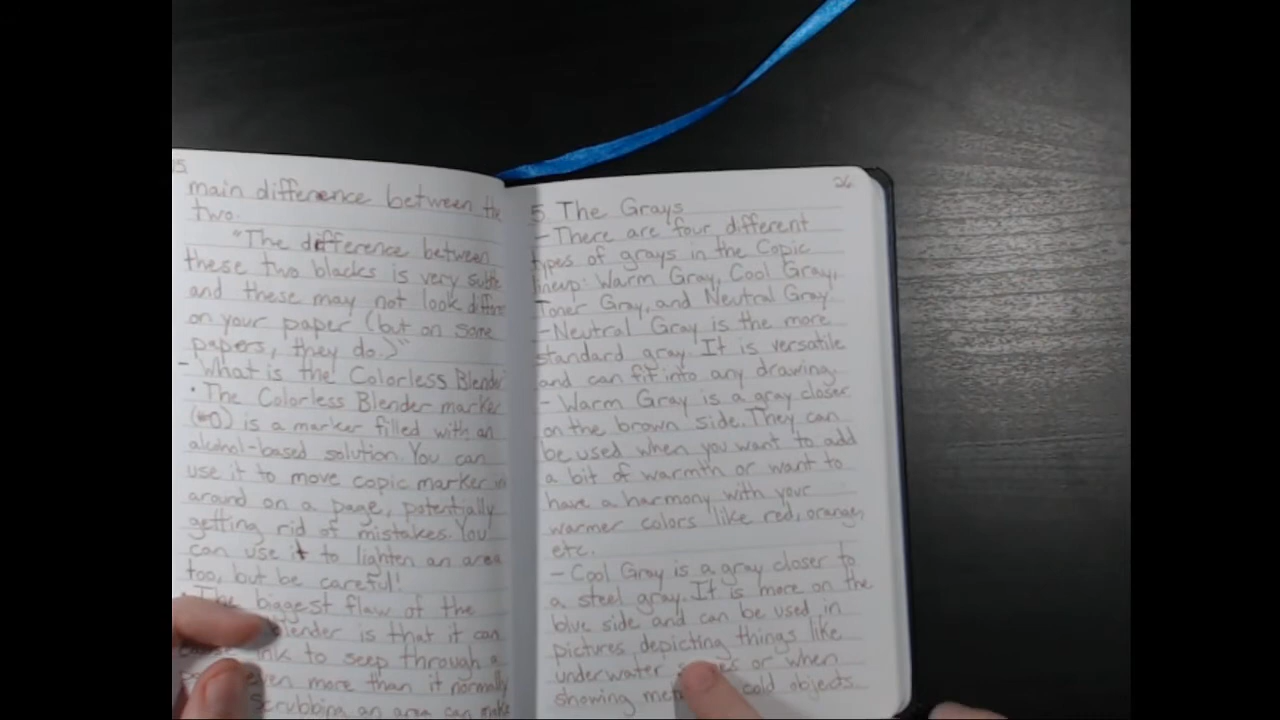 main difference between the
two.
"The difference between
these two blacks is very subtle
and these may not look differ
on your paper (but on some
papers, they do.)"
- What is the Colorless Blender
• The Colorless Blender marker
(#0) is a marker filled with an
alcohol-based solution. You can
use it to move copic marker in
around on a page, potentially
getting rid of mistakes. You
can use it to lighten an area
too, but be careful!
• The biggest flaw of the
lender is that it can
ink to seep through a
even more than it normally
Scrubbing an area can make
26
5 The Grays
- There are four different
types of grays in the Copic
lineup: Warm Gray, Cool Gray,
Toner Gray, and Neutral Gray.
- Neutral Gray is the more
standard gray. It is versatile
and can fit into any drawing.
- Warm Gray is a gray closer
on the brown side. They can
be used when you want to add
a bit of warmth or want to
have a harmony with your
warmer colors like red, orange,
etc.
- Cool Gray is a gray closer to
a steel gray. It is more on the
blue side and can be used in
pictures depicting things like
underwater or when
showing cold objects.